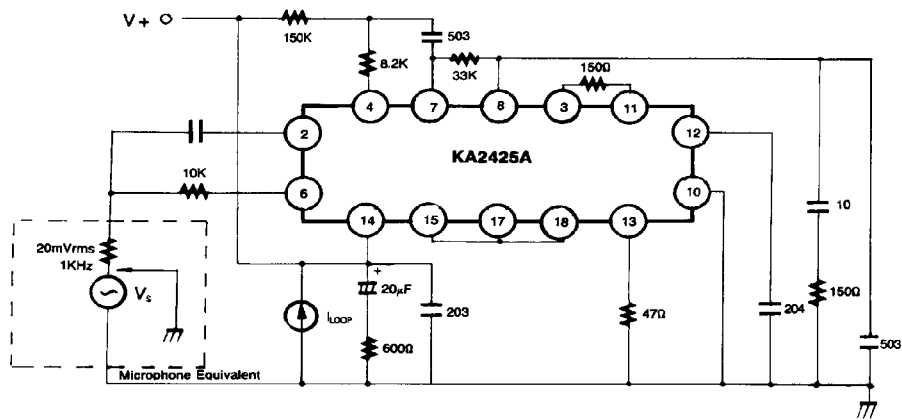 V+
150K
503
8.2K
33K
150Ω
4
7
8
3
11
2
12
KA2425A
10K
6
10
14
15
17
18
13
10
20mVrms
1KHz
Vs
+
20μF
ILOOP
203
47Ω
204
150Ω
600Ω
503
Microphone Equivalent